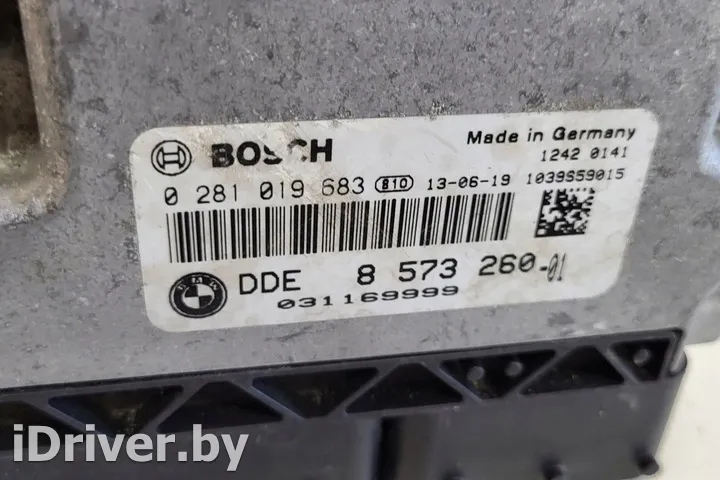 BOSCH
Made in Germany
1242 0141
0 281 019 683 810 13-06-19 1039S59015
BMW
DDE 8 573 260-01
031169999
iDriver.by